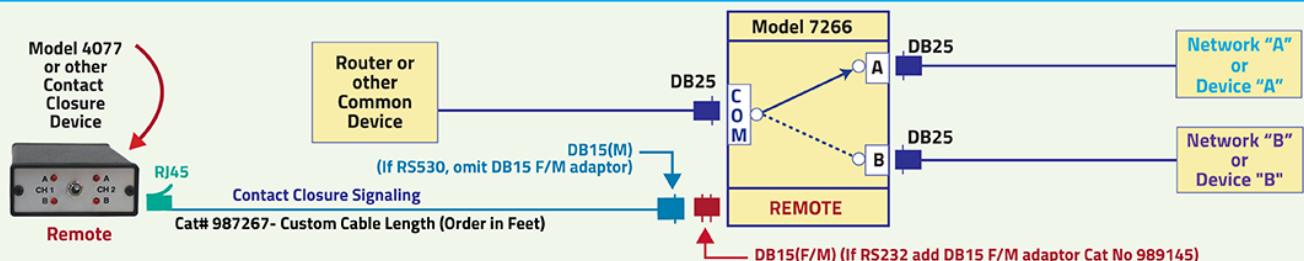 Model 4077
or other
Contact
Closure
Device
A
CH 1
B
A
CH 2
B
Remote
RJ45
Contact Closure Signaling
Cat# 987267- Custom Cable Length (Order in Feet)
Router or
other
Common
Device
DB25
DB15(M)
(If RS530, omit DB15 F/M adaptor)
Model 7266
COM
A
B
REMOTE
DB15(F/M) (If RS232 add DB15 F/M adaptor Cat No 989145)
DB25
DB25
Network “A”
or
Device “A”
Network “B”
or
Device "B"